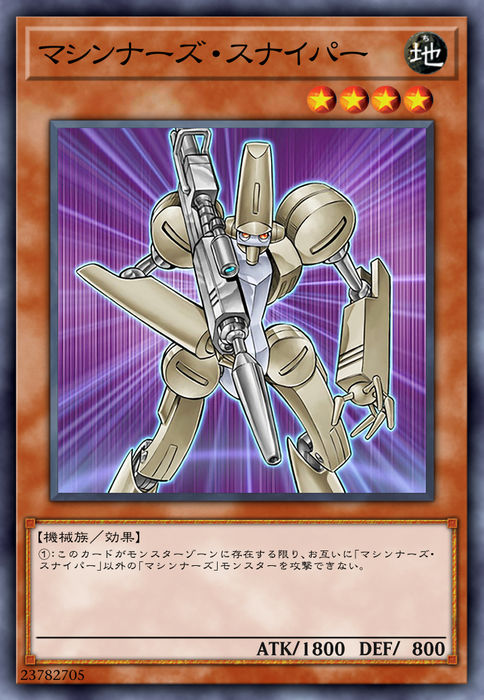 マシンナーズ・スナイパー
ち
地
【機械族／効果】
①：このカードがモンスターゾーンに存在する限り、お互いに「マシンナーズ・
スナイパー」以外の「マシンナーズ」モンスターを攻撃できない。
ATK/1800 DEF/ 800
23782705